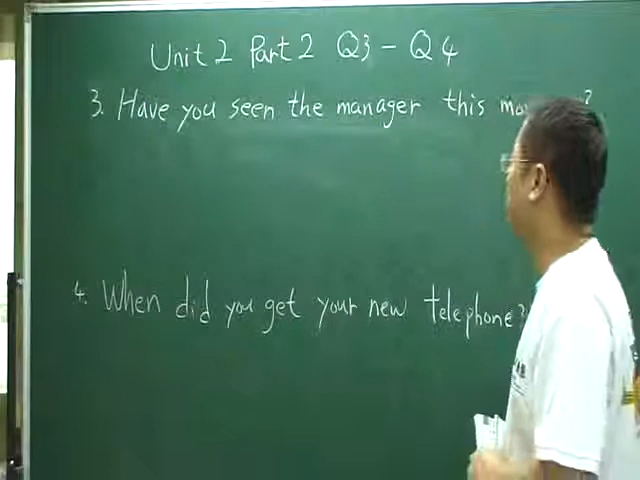 Unit 2 Part 2 Q3 - Q4
3. Have you seen the manager this ?
4. When did you get your new telephone?